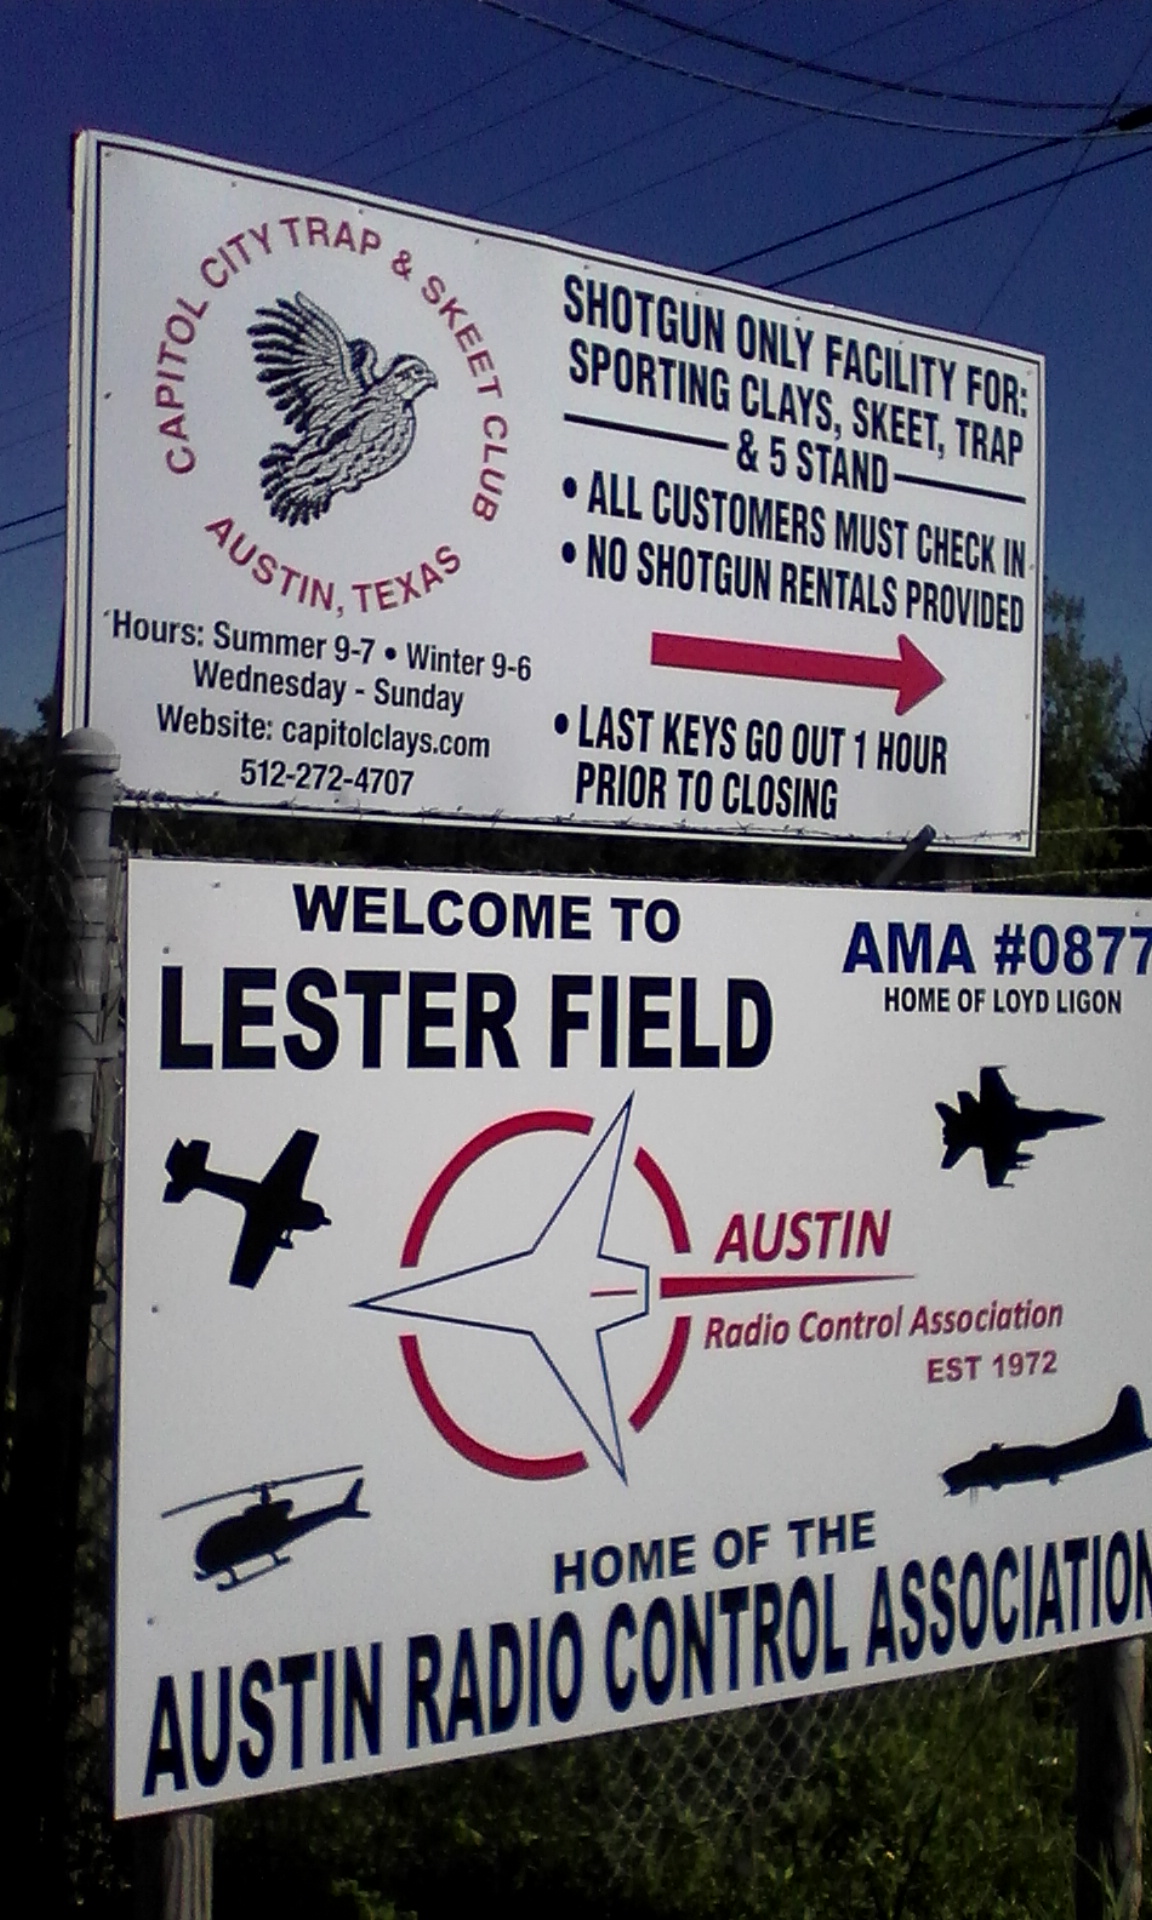 CAPITOL CITY TRAP & SKEET CLUB
AUSTIN, TEXAS
Hours: Summer 9-7 • Winter 9-6
Wednesday - Sunday
Website: capitolclays.com
512-272-4707
SHOTGUN ONLY FACILITY FOR:
SPORTING CLAYS, SKEET, TRAP
& 5 STAND
• ALL CUSTOMERS MUST CHECK IN
• NO SHOTGUN RENTALS PROVIDED
• LAST KEYS GO OUT 1 HOUR
PRIOR TO CLOSING
WELCOME TO
LESTER FIELD
AMA #0877
HOME OF LOYD LIGON
AUSTIN
Radio Control Association
EST 1972
HOME OF THE
AUSTIN RADIO CONTROL ASSOCIATION